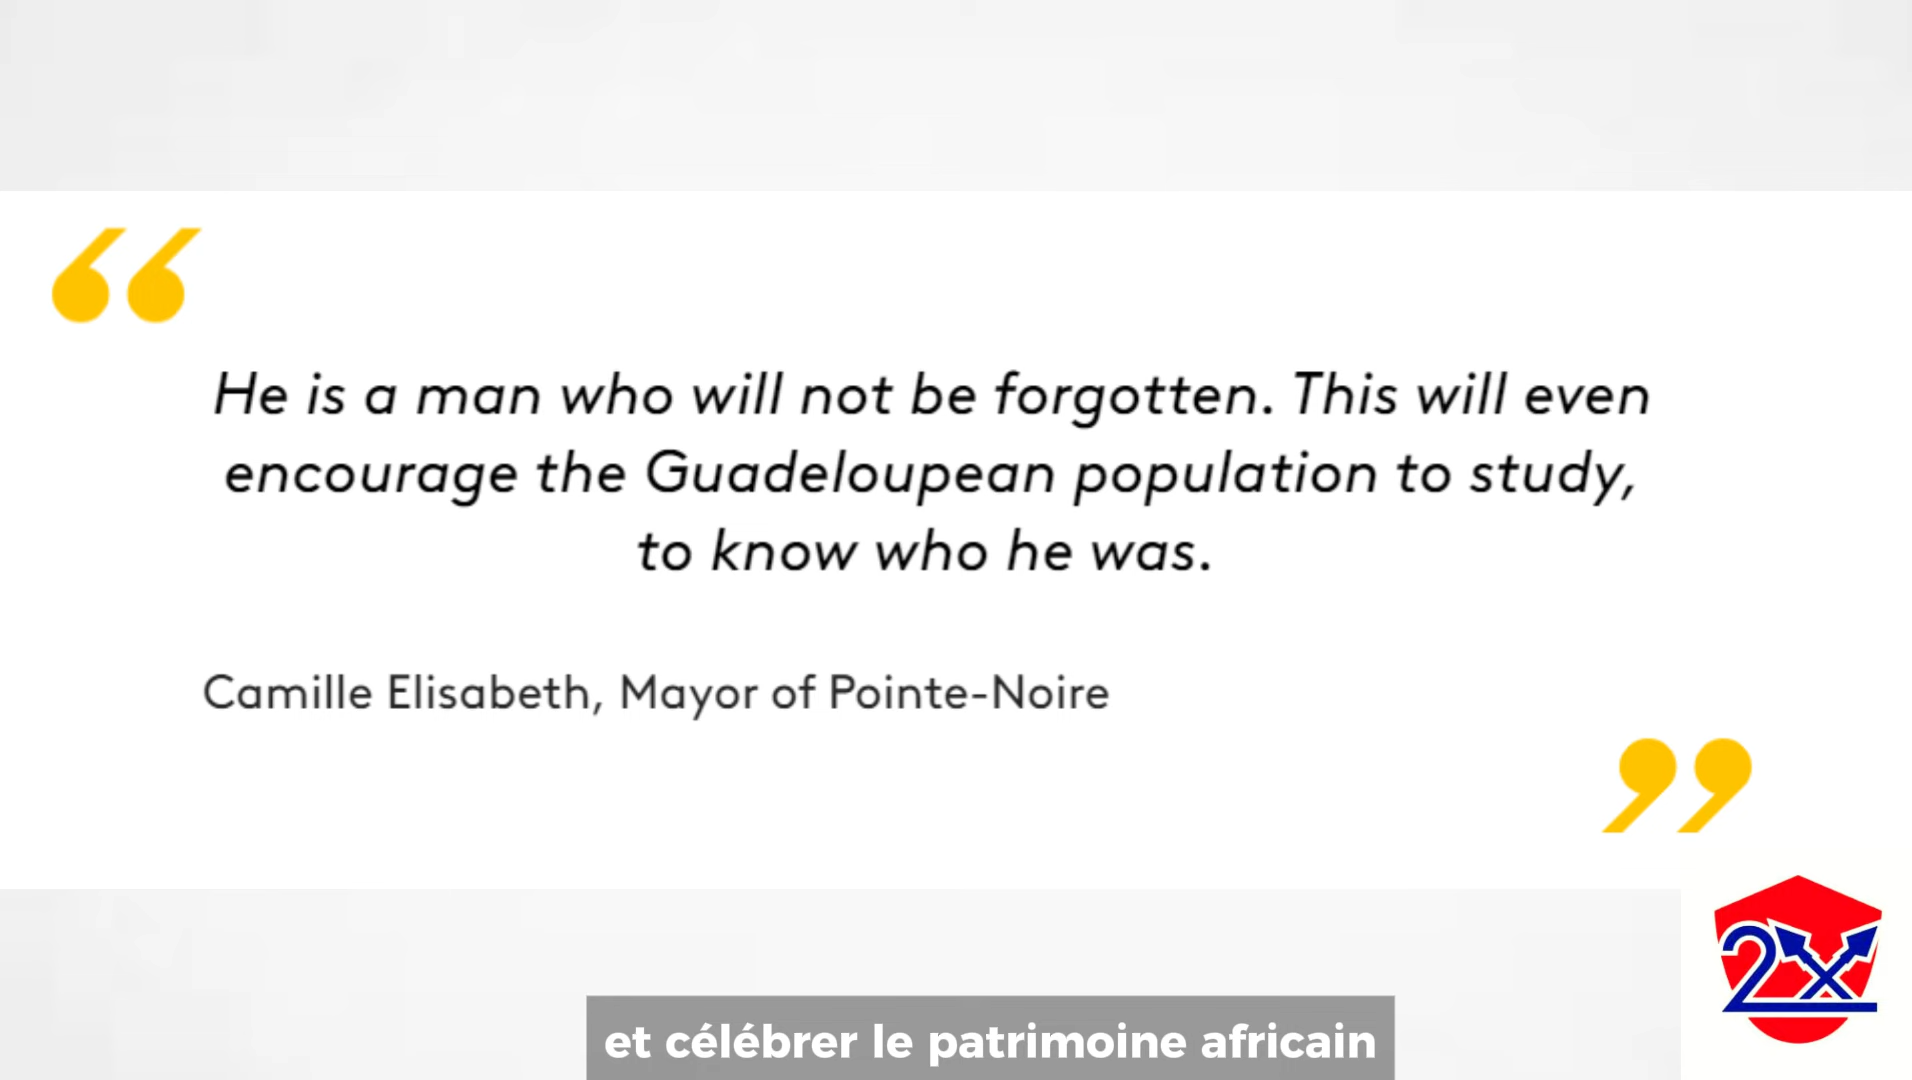 “
He is a man who will not be forgotten. This will even
encourage the Guadeloupean population to study,
to know who he was.
Camille Elisabeth, Mayor of Pointe-Noire
”
2x
et célébrer le patrimoine africain